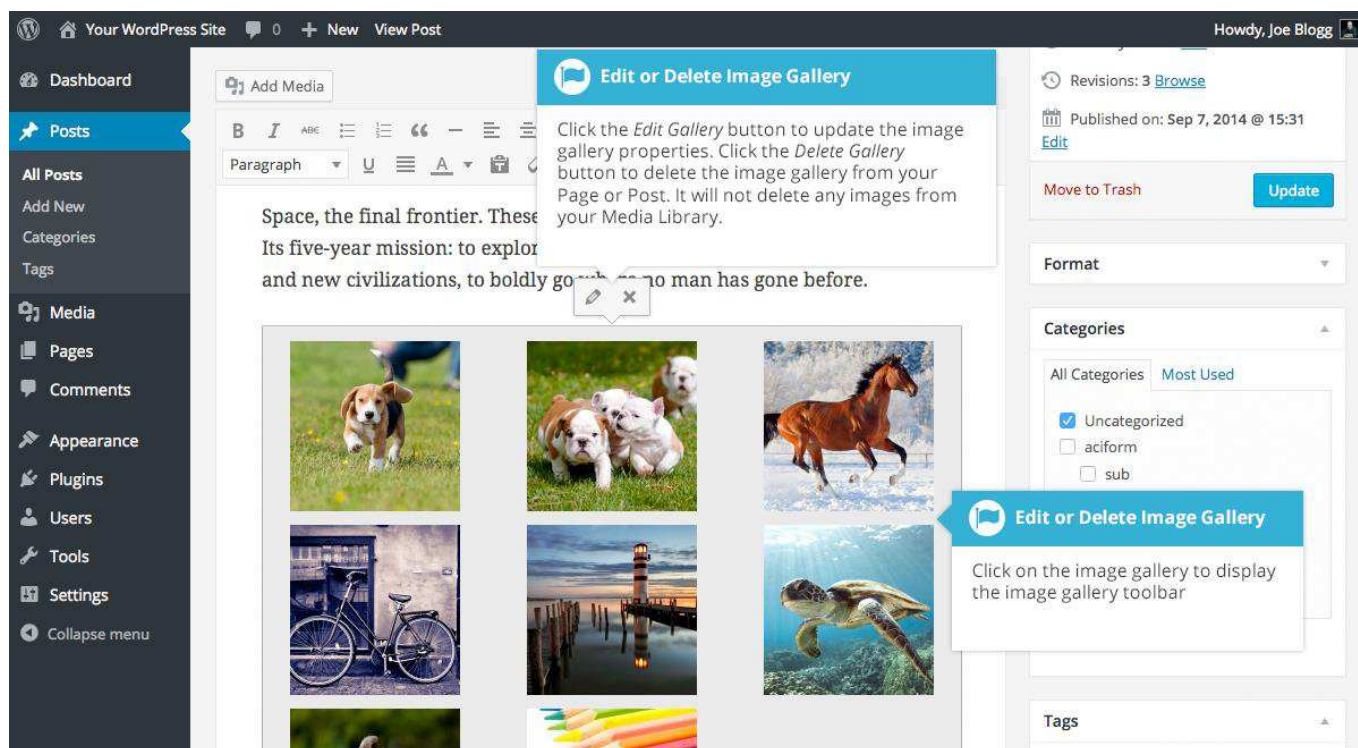 Your WordPress Site 0 + New View Post
Howdy, Joe Blogg
Dashboard
Posts
All Posts
Add New
Categories
Tags
Media
Pages
Comments
Appearance
Plugins
Users
Tools
Settings
Collapse menu
Add Media
B I ABC
Paragraph U A
Space, the final frontier. These
Its five-year mission: to explor
and new civilizations, to boldly go where no man has gone before.
Edit or Delete Image Gallery
Click the Edit Gallery button to update the image
gallery properties. Click the Delete Gallery
button to delete the image gallery from your
Page or Post. It will not delete any images from
your Media Library.
Revisions: 3 Browse
Published on: Sep 7, 2014 @ 15:31
Edit
Move to Trash
Update
Format
Categories
All Categories Most Used
Uncategorized
aciform
sub
Edit or Delete Image Gallery
Click on the image gallery to display
the image gallery toolbar
Tags